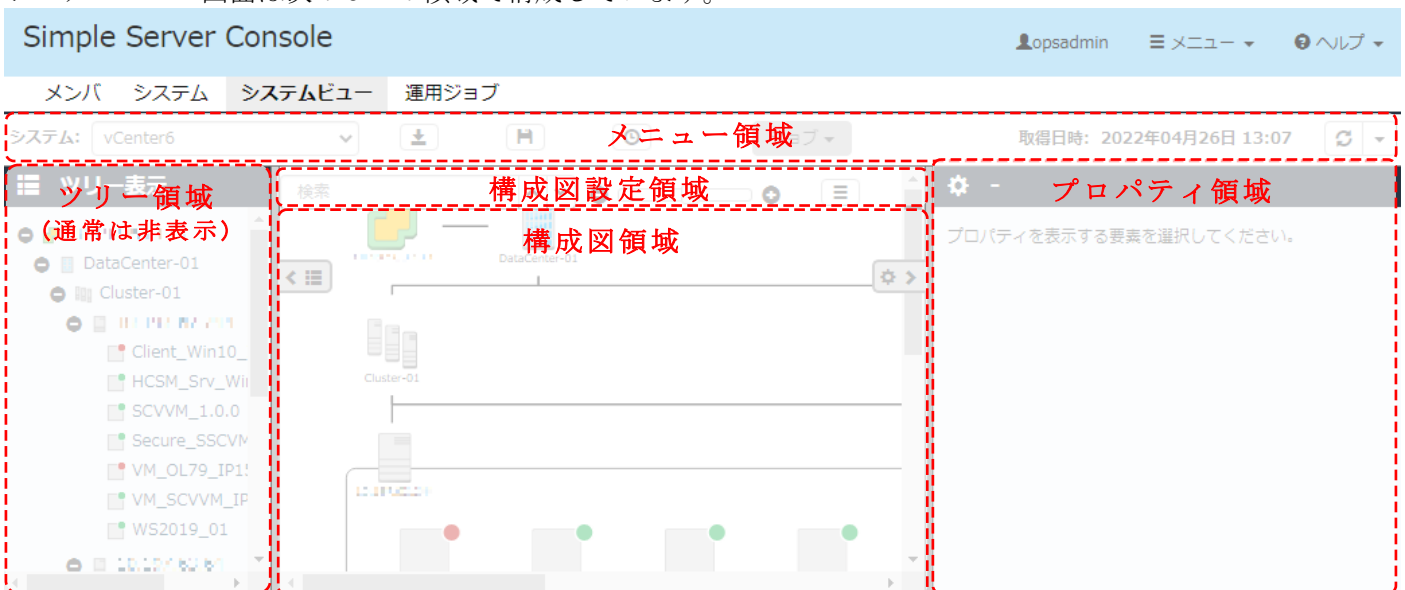 Simple Server Console
opsadmin メニュー ヘルプ
メンバ システム システムビュー 運用ジョブ
システム: vCenter6 メニュー領域 取得日時: 2022年04月26日 13:07
ツリー領域
(通常は非表示)
検索 構成図設定領域
構成図領域
- プロパティ領域
プロパティを表示する要素を選択してください。
DataCenter-01
Cluster-01
Client_Win10_
HCSM_Srv_Wi
SCVVM_1.0.0
Secure_SSCVM
VM_OL79_IP15
VM_SCVVM_IP
WS2019_01
DataCenter-01
Cluster-01